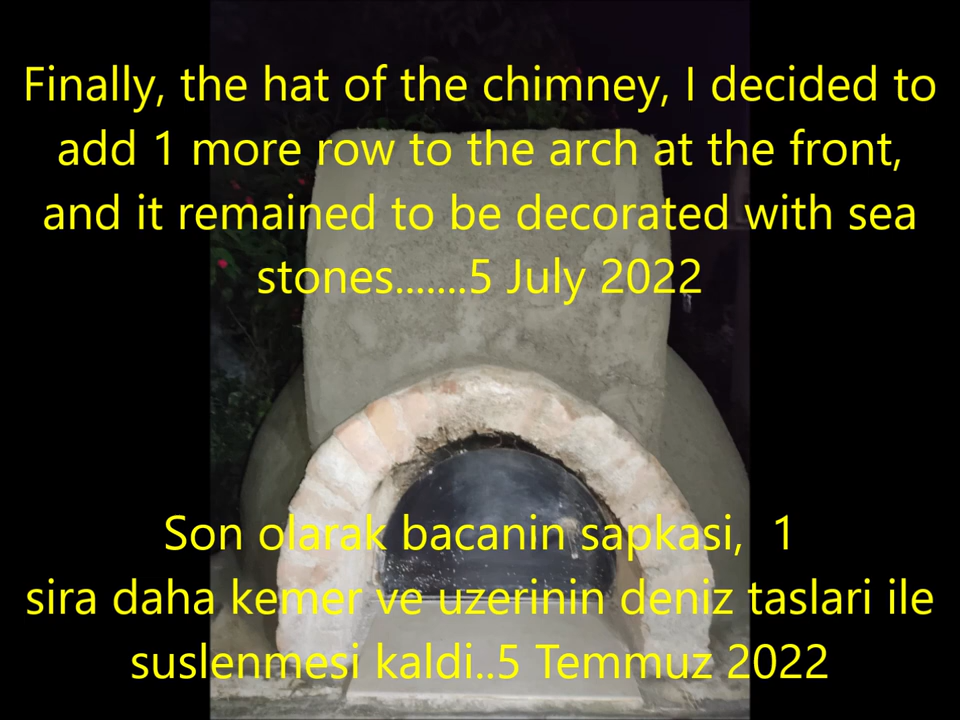 Finally, the hat of the chimney, I decided to
add 1 more row to the arch at the front,
and it remained to be decorated with sea
stones.......5 July 2022
Son olarak bacanin sapkasi,  1
sira daha kemer ve uzerinin deniz taslari ile
suslenmesi kaldi..5 Temmuz 2022